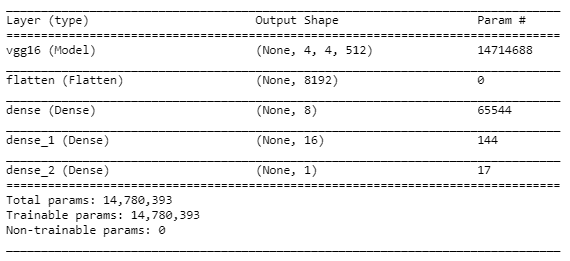 Layer (type) Output Shape Param #
vgg16 (Model) (None, 4, 4, 512) 14714688
flatten (Flatten) (None, 8192) 0
dense (Dense) (None, 8) 65544
dense_1 (Dense) (None, 16) 144
dense_2 (Dense) (None, 1) 17
Total params: 14,780,393
Trainable params: 14,780,393
Non-trainable params: 0